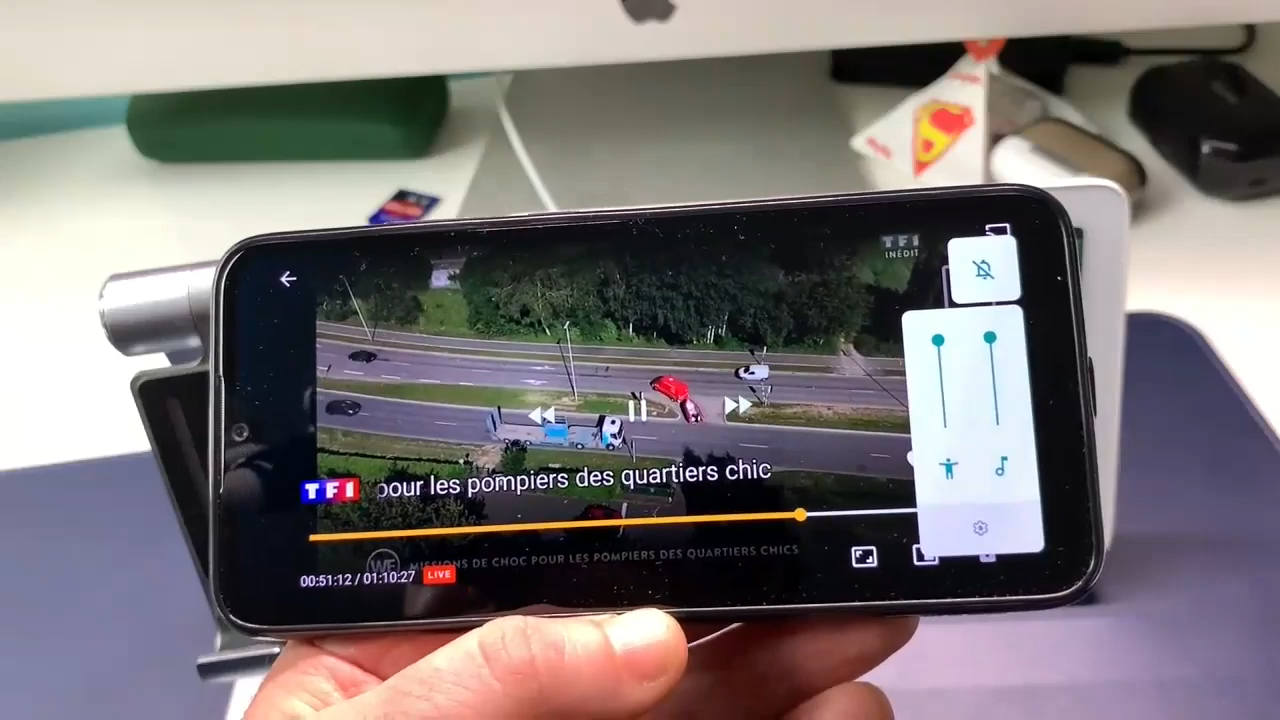 TF1
INÉDIT
TF1 pour les pompiers des quartiers chic
WE MISSIONS DE CHOC POUR LES POMPIERS DES QUARTIERS CHICS
00:51:12 / 01:10:27 LIVE